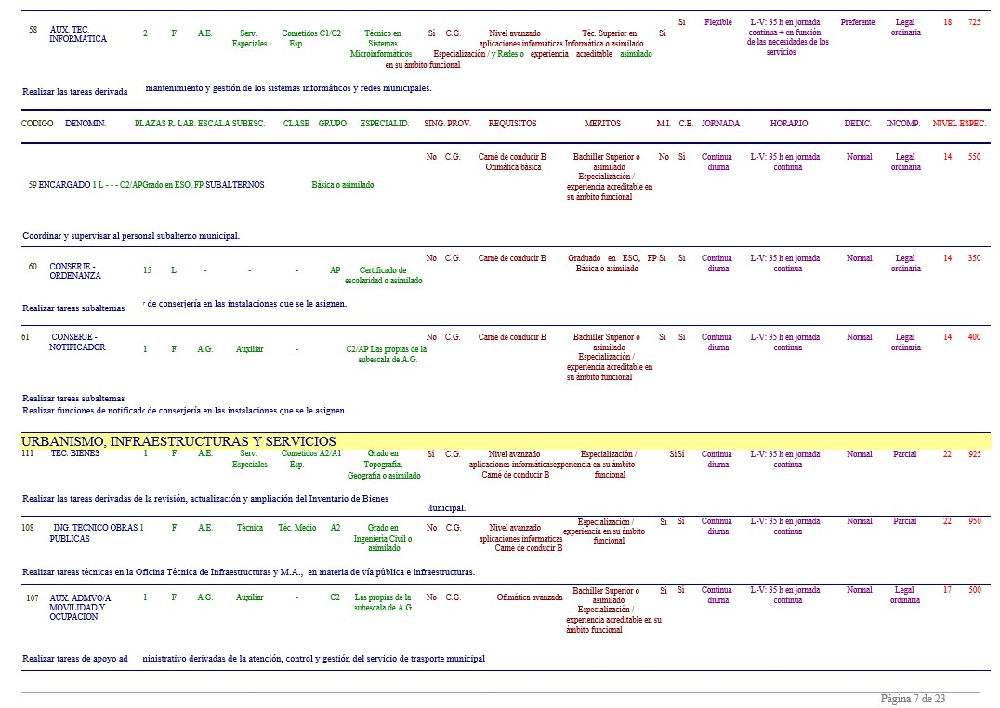 58 AUX. TEC. 2 F A.E. Serv. Cometidos C1/C2 Técnico en Sí C.G. Nivel avanzado Téc. Superior en Sí Si Flexible L-V: 35 h en jornada Preferente Legal 18 725
INFORMATICA Especiales Esp. Sistemas aplicaciones informáticas Informática o asimilado continua + en función ordinaria
Microinformáticos Especialización / y Redes o experiencia acreditable asimilado de las necesidades de los
en su ámbito funcional servicios
Realizar las tareas derivada mantenimiento y gestión de los sistemas informáticos y redes municipales.
CODIGO DENOMIN. PLAZAS R. LAB. ESCALA SUBESC. CLASE GRUPO ESPECIALID. SING. PROV. REQUISITOS MERITOS M.I. C.E. JORNADA HORARIO DEDIC. INCOMP. NIVEL ESPEC.
No C.G. Carné de conducir B Bachiller Superior o No Sí Continua L-V: 35 h en jornada Normal Legal 14 550
Ofimática básica asimilado diurna continua ordinaria
Especialización /
59 ENCARGADO 1 L - - - C2/APGrado en ESO, FP SUBALTERNOS Básica o asimilado experiencia acreditable en
su ámbito funcional
Coordinar y supervisar al personal subalterno municipal.
60 CONSERJE - 15 L - - - AP Certificado de No C.G. Carne de conducir B Graduado en ESO, FP Si Si Continua L-V: 35 h en jornada Normal Legal 14 350
ORDENANZA escolaridad o asimilado Básica o asimilado diurna continua ordinaria
Realizar tareas subalternas de conserjería en las instalaciones que se le asignen.
61 CONSERJE - 1 F A.G. Auxiliar - C2/AP Las propias de la No C.G. Carne de conducir B Bachiller Superior o Si Si Continua L-V: 35 h en jornada Normal Legal 14 400
NOTIFICADOR subescala de A.G. asimilado diurna continua ordinaria
Especialización /
experiencia acreditable en
su ámbito funcional
Realizar tareas subalternas
Realizar funciones de notificad de conserjería en las instalaciones que se le asignen.
URBANISMO, INFRAESTRUCTURAS Y SERVICIOS
111 TEC. BIENES 1 F A.E. Serv. Cometidos A2/A1 Grado en Si C.G. Nivel avanzado Especialización / SiSi Continua L-V: 35 h en jornada Normal Parcial 22 925
Especiales Esp. Topografía, aplicaciones informáticasexperiencia en su ámbito diurna continua
Geografía o asimilado Carné de conducir B funcional
Realizar las tareas derivadas de la revisión, actualización y ampliación del Inventario de Bienes
Municipal.
108 ING. TECNICO OBRAS 1 F A.E. Técnica Téc. Medio A2 Grado en No C.G. Nivel avanzado Especialización / Si Sí Continua L-V: 35 h en jornada Normal Parcial 22 950
PUBLICAS Ingeniería Civil o aplicaciones informáticas experiencia en su ámbito diurna continua
asimilado Carne de conducir B funcional
Realizar tareas técnicas en la Oficina Técnica de Infraestructuras y M.A., en materia de vía pública e infraestructuras.
107 AUX. ADMVO/A 1 F A.G. Auxiliar - C2 Las propias de la No C.G. Ofimática avanzada Bachiller Superior o Sí Sí Continua L-V: 35 h en jornada Normal Legal 17 500
MOVILIDAD Y subescala de A.G. asimilado diurna continua ordinaria
OCUPACION Especialización /
experiencia acreditable en su
ámbito funcional
Realizar tareas de apoyo ad ninistrativo derivadas de la atención, control y gestión del servicio de trasporte municipal
Página 7 de 23